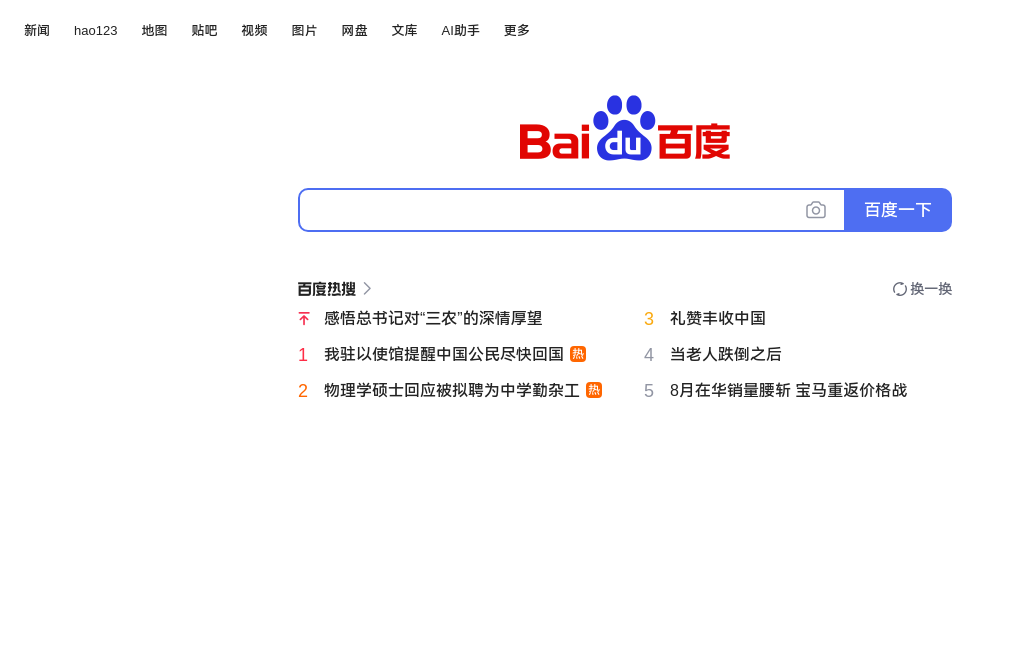 新闻 hao123 地图 贴吧 视频 图片 网盘 文库 AI助手 更多
Baidu百度
百度一下
百度热搜 换一换
感悟总书记对“三农”的深情厚望
1 我驻以使馆提醒中国公民尽快回国 热
2 物理学硕士回应被拟聘为中学勤杂工 热
3 礼赞丰收中国
4 当老人跌倒之后
5 8月在华销量腰斩 宝马重返价格战